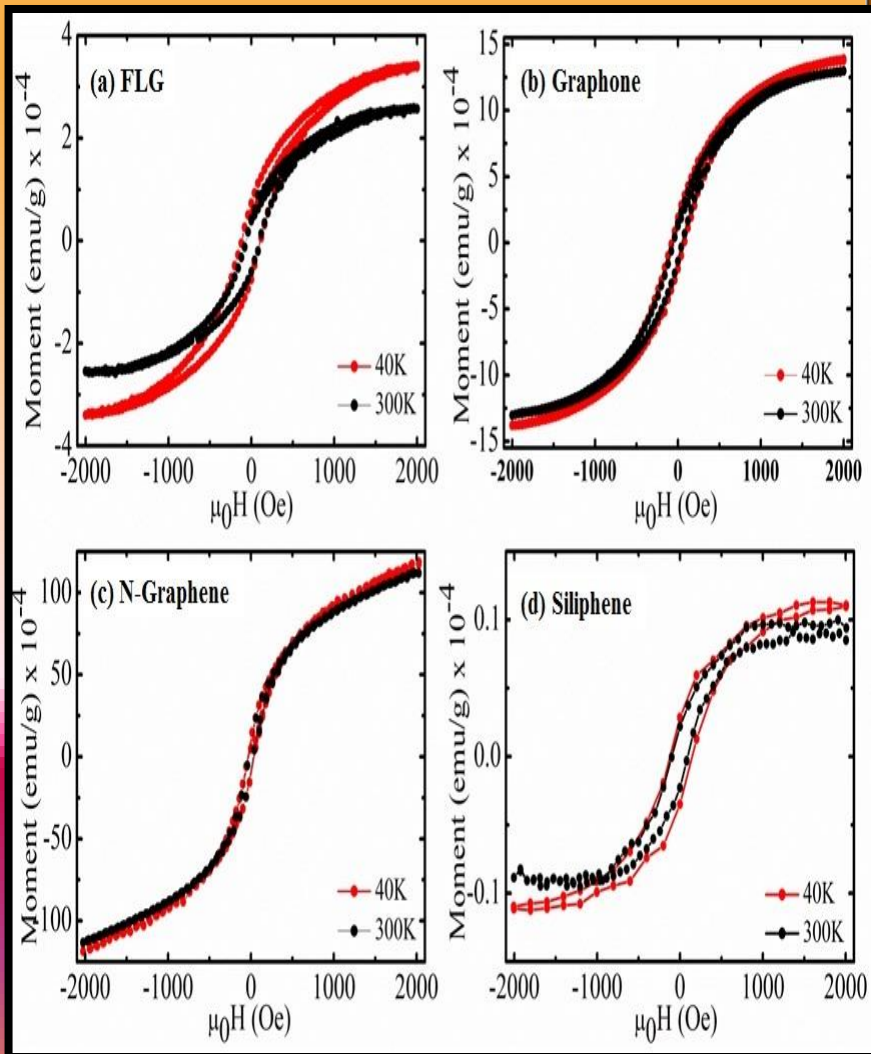 (a) FLG
Moment (emu/g) x 10⁻⁴
4
2
0
-2
-4
40K
300K
-2000 -1000 0 1000 2000
μ₀H (Oe)
(b) Graphone
Moment (emu/g) x 10⁻⁴
15
10
5
0
-5
-10
-15
40K
300K
-2000 -1000 0 1000 2000
μ₀H (Oe)
(c) N-Graphene
Moment (emu/g) x 10⁻⁴
100
50
0
-50
-100
40K
300K
-2000 -1000 0 1000 2000
μ₀H (Oe)
(d) Siliphene
Moment (emu/g) x 10⁻⁴
0.1
0.0
-0.1
40K
300K
-2000 -1000 0 1000 2000
μ₀H (Oe)